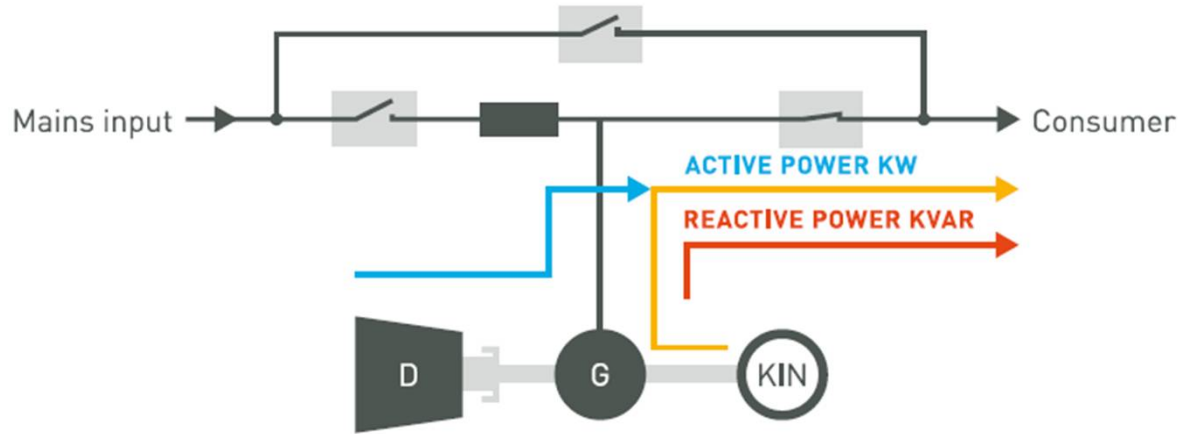 Mains input
Consumer
ACTIVE POWER KW
REACTIVE POWER KVAR
D
G
KIN